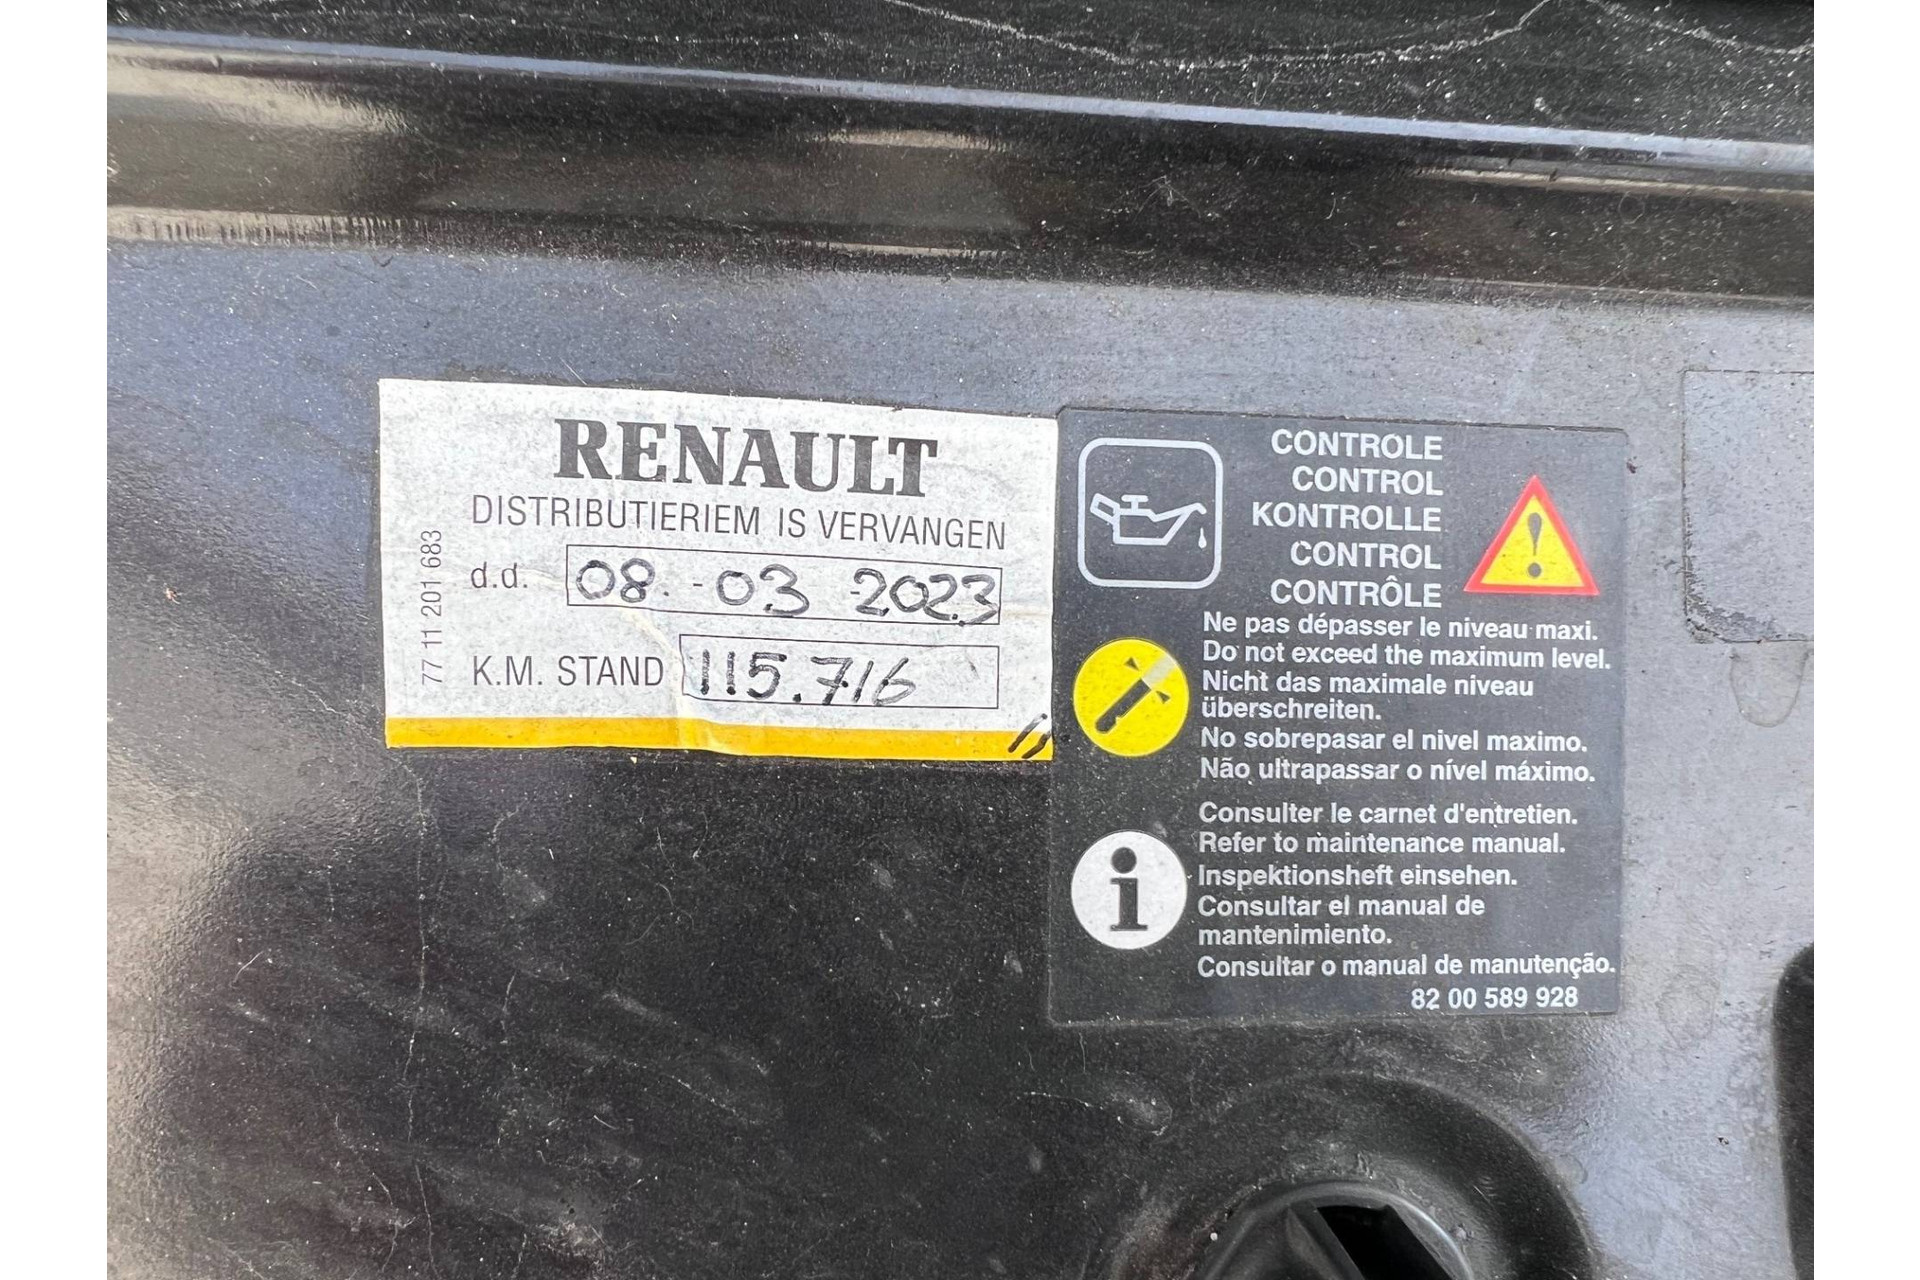 RENAULT
DISTRIBUTIERIEM IS VERVANGEN
d.d. 08.-03 2023
K.M. STAND 115.716
77 11 201 683
CONTROLE
CONTROL
KONTROLLE
CONTROL
CONTRÔLE
Ne pas dépasser le niveau maxi.
Do not exceed the maximum level.
Nicht das maximale niveau
überschreiten.
No sobrepasar el nivel maximo.
Não ultrapassar o nível máximo.
Consulter le carnet d'entretien.
Refer to maintenance manual.
Inspektionsheft einsehen.
Consultar el manual de
mantenimiento.
Consultar o manual de manutenção.
82 00 589 928